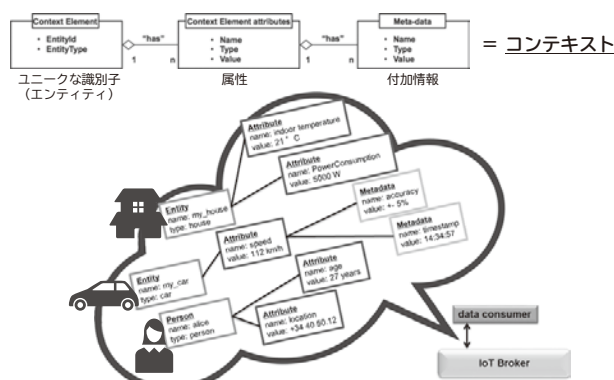 Context Element
• EntityId
• EntityType
"has"
1
n
Context Element attributes
• Name
• Type
• Value
"has"
1
n
Meta-data
• Name
• Type
• Value
= コンテキスト
ユニークな識別子
（エンティティ）
属性
付加情報
Attribute
name: indoor temperature
value: 21° C
Attribute
name: PowerConsumption
value: 5000 W
Entity
name: my_house
type: house
Metadata
name: accuracy
value: +- 5%
Metadata
name: timestamp
value: 14:34:57
Attribute
name: speed
value: 112 km/h
Entity
name: my_car
type: car
Attribute
name: age
value: 27 years
Person
name: alice
type: person
Attribute
name: location
value: +34 40 50.12
data consumer
IoT Broker